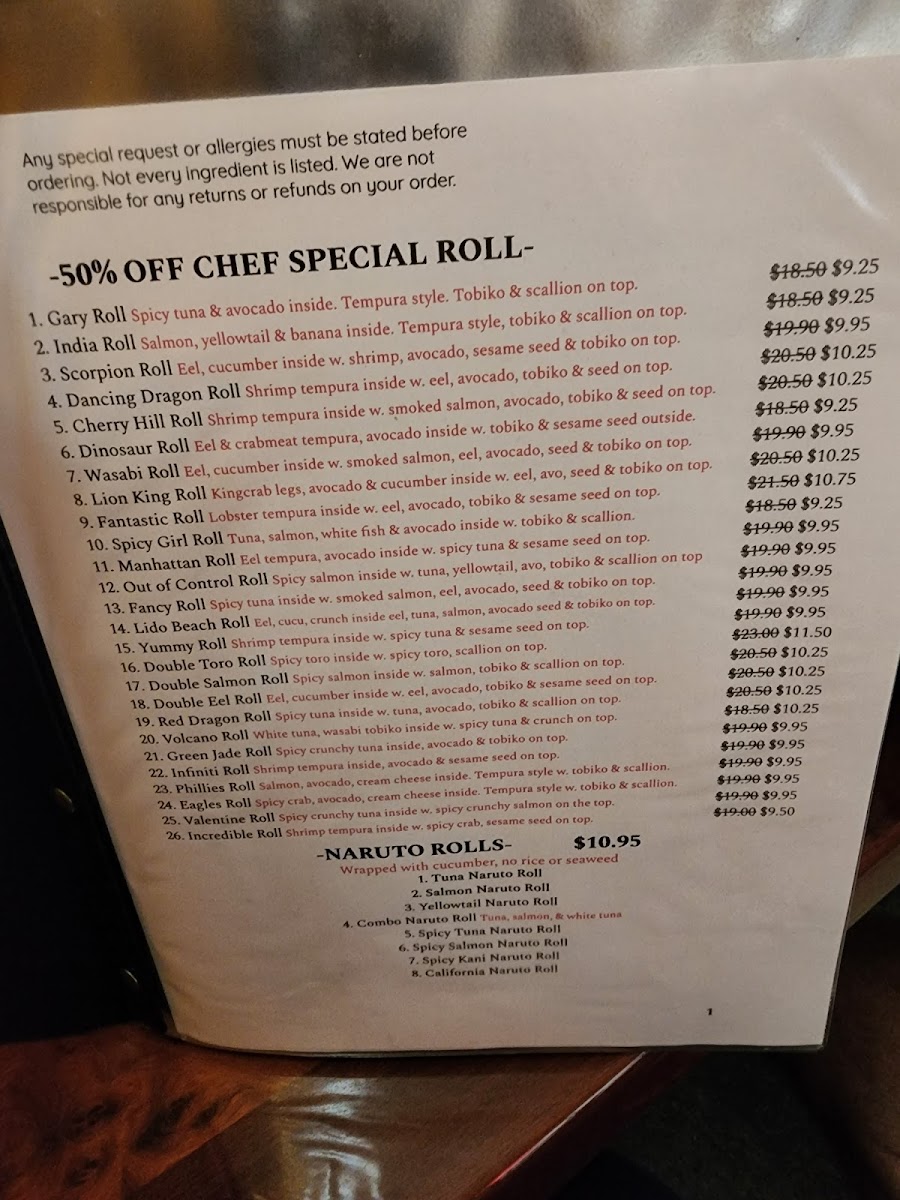 Any special request or allergies must be stated before
ordering. Not every ingredient is listed. We are not
responsible for any returns or refunds on your order.
-50% OFF CHEF SPECIAL ROLL-
1. Gary Roll Spicy tuna & avocado inside. Tempura style. Tobiko & scallion on top. $18.50 $9.25
2. India Roll Salmon, yellowtail & banana inside. Tempura style, tobiko & scallion on top. $18.50 $9.25
3. Scorpion Roll Eel, cucumber inside w. shrimp, avocado, sesame seed & tobiko on top. $19.90 $9.95
4. Dancing Dragon Roll Shrimp tempura inside w. eel, avocado, tobiko & seed on top. $20.50 $10.25
5. Cherry Hill Roll Shrimp tempura inside w. smoked salmon, avocado, tobiko & seed on top. $20.50 $10.25
6. Dinosaur Roll Eel & crabmeat tempura, avocado inside w. tobiko & sesame seed outside. $18.50 $9.25
7. Wasabi Roll Eel, cucumber inside w. smoked salmon, eel, avocado, seed & tobiko on top. $19.90 $9.95
8. Lion King Roll Kingcrab legs, avocado & cucumber inside w. eel, avo, seed & tobiko on top. $20.50 $10.25
9. Fantastic Roll Lobster tempura inside w. eel, avocado, tobiko & sesame seed on top. $21.50 $10.75
10. Spicy Girl Roll Tuna, salmon, white fish & avocado inside w. tobiko & scallion. $18.50 $9.25
11. Manhattan Roll Eel tempura, avocado inside w. spicy tuna & sesame seed on top. $19.90 $9.95
12. Out of Control Roll Spicy salmon inside w. tuna, yellowtail, avo, tobiko & scallion on top $19.90 $9.95
13. Fancy Roll Spicy tuna inside w. smoked salmon, eel, avocado, seed & tobiko on top. $19.90 $9.95
14. Lido Beach Roll Eel, cucu, crunch inside eel, tuna, salmon, avocado seed & tobiko on top. $19.90 $9.95
15. Yummy Roll Shrimp tempura inside w. spicy tuna & sesame seed on top. $19.90 $9.95
16. Double Toro Roll Spicy toro inside w. spicy toro, scallion on top. $23.00 $11.50
17. Double Salmon Roll Spicy salmon inside w. salmon, tobiko & scallion on top. $20.50 $10.25
18. Double Eel Roll Eel, cucumber inside w. eel, avocado, tobiko & sesame seed on top. $20.50 $10.25
19. Red Dragon Roll Spicy tuna inside w. tuna, avocado, tobiko & scallion on top. $20.50 $10.25
20. Volcano Roll White tuna, wasabi tobiko inside w. spicy tuna & crunch on top. $18.50 $10.25
21. Green Jade Roll Spicy crunchy tuna inside, avocado & tobiko on top. $19.90 $9.95
22. Infiniti Roll Shrimp tempura inside, avocado & sesame seed on top. $19.90 $9.95
23. Phillies Roll Salmon, avocado, cream cheese inside. Tempura style w. tobiko & scallion. $19.90 $9.95
24. Eagles Roll Spicy crab, avocado, cream cheese inside. Tempura style w. tobiko & scallion. $19.90 $9.95
25. Valentine Roll Spicy crunchy tuna inside w. spicy crunchy salmon on the top. $19.90 $9.95
26. Incredible Roll Shrimp tempura inside w. spicy crab, sesame seed on top. $19.00 $9.50
-NARUTO ROLLS- $10.95
Wrapped with cucumber, no rice or seaweed
1. Tuna Naruto Roll
2. Salmon Naruto Roll
3. Yellowtail Naruto Roll
4. Combo Naruto Roll Tuna, salmon, & white tuna
5. Spicy Tuna Naruto Roll
6. Spicy Salmon Naruto Roll
7. Spicy Kani Naruto Roll
8. California Naruto Roll
1